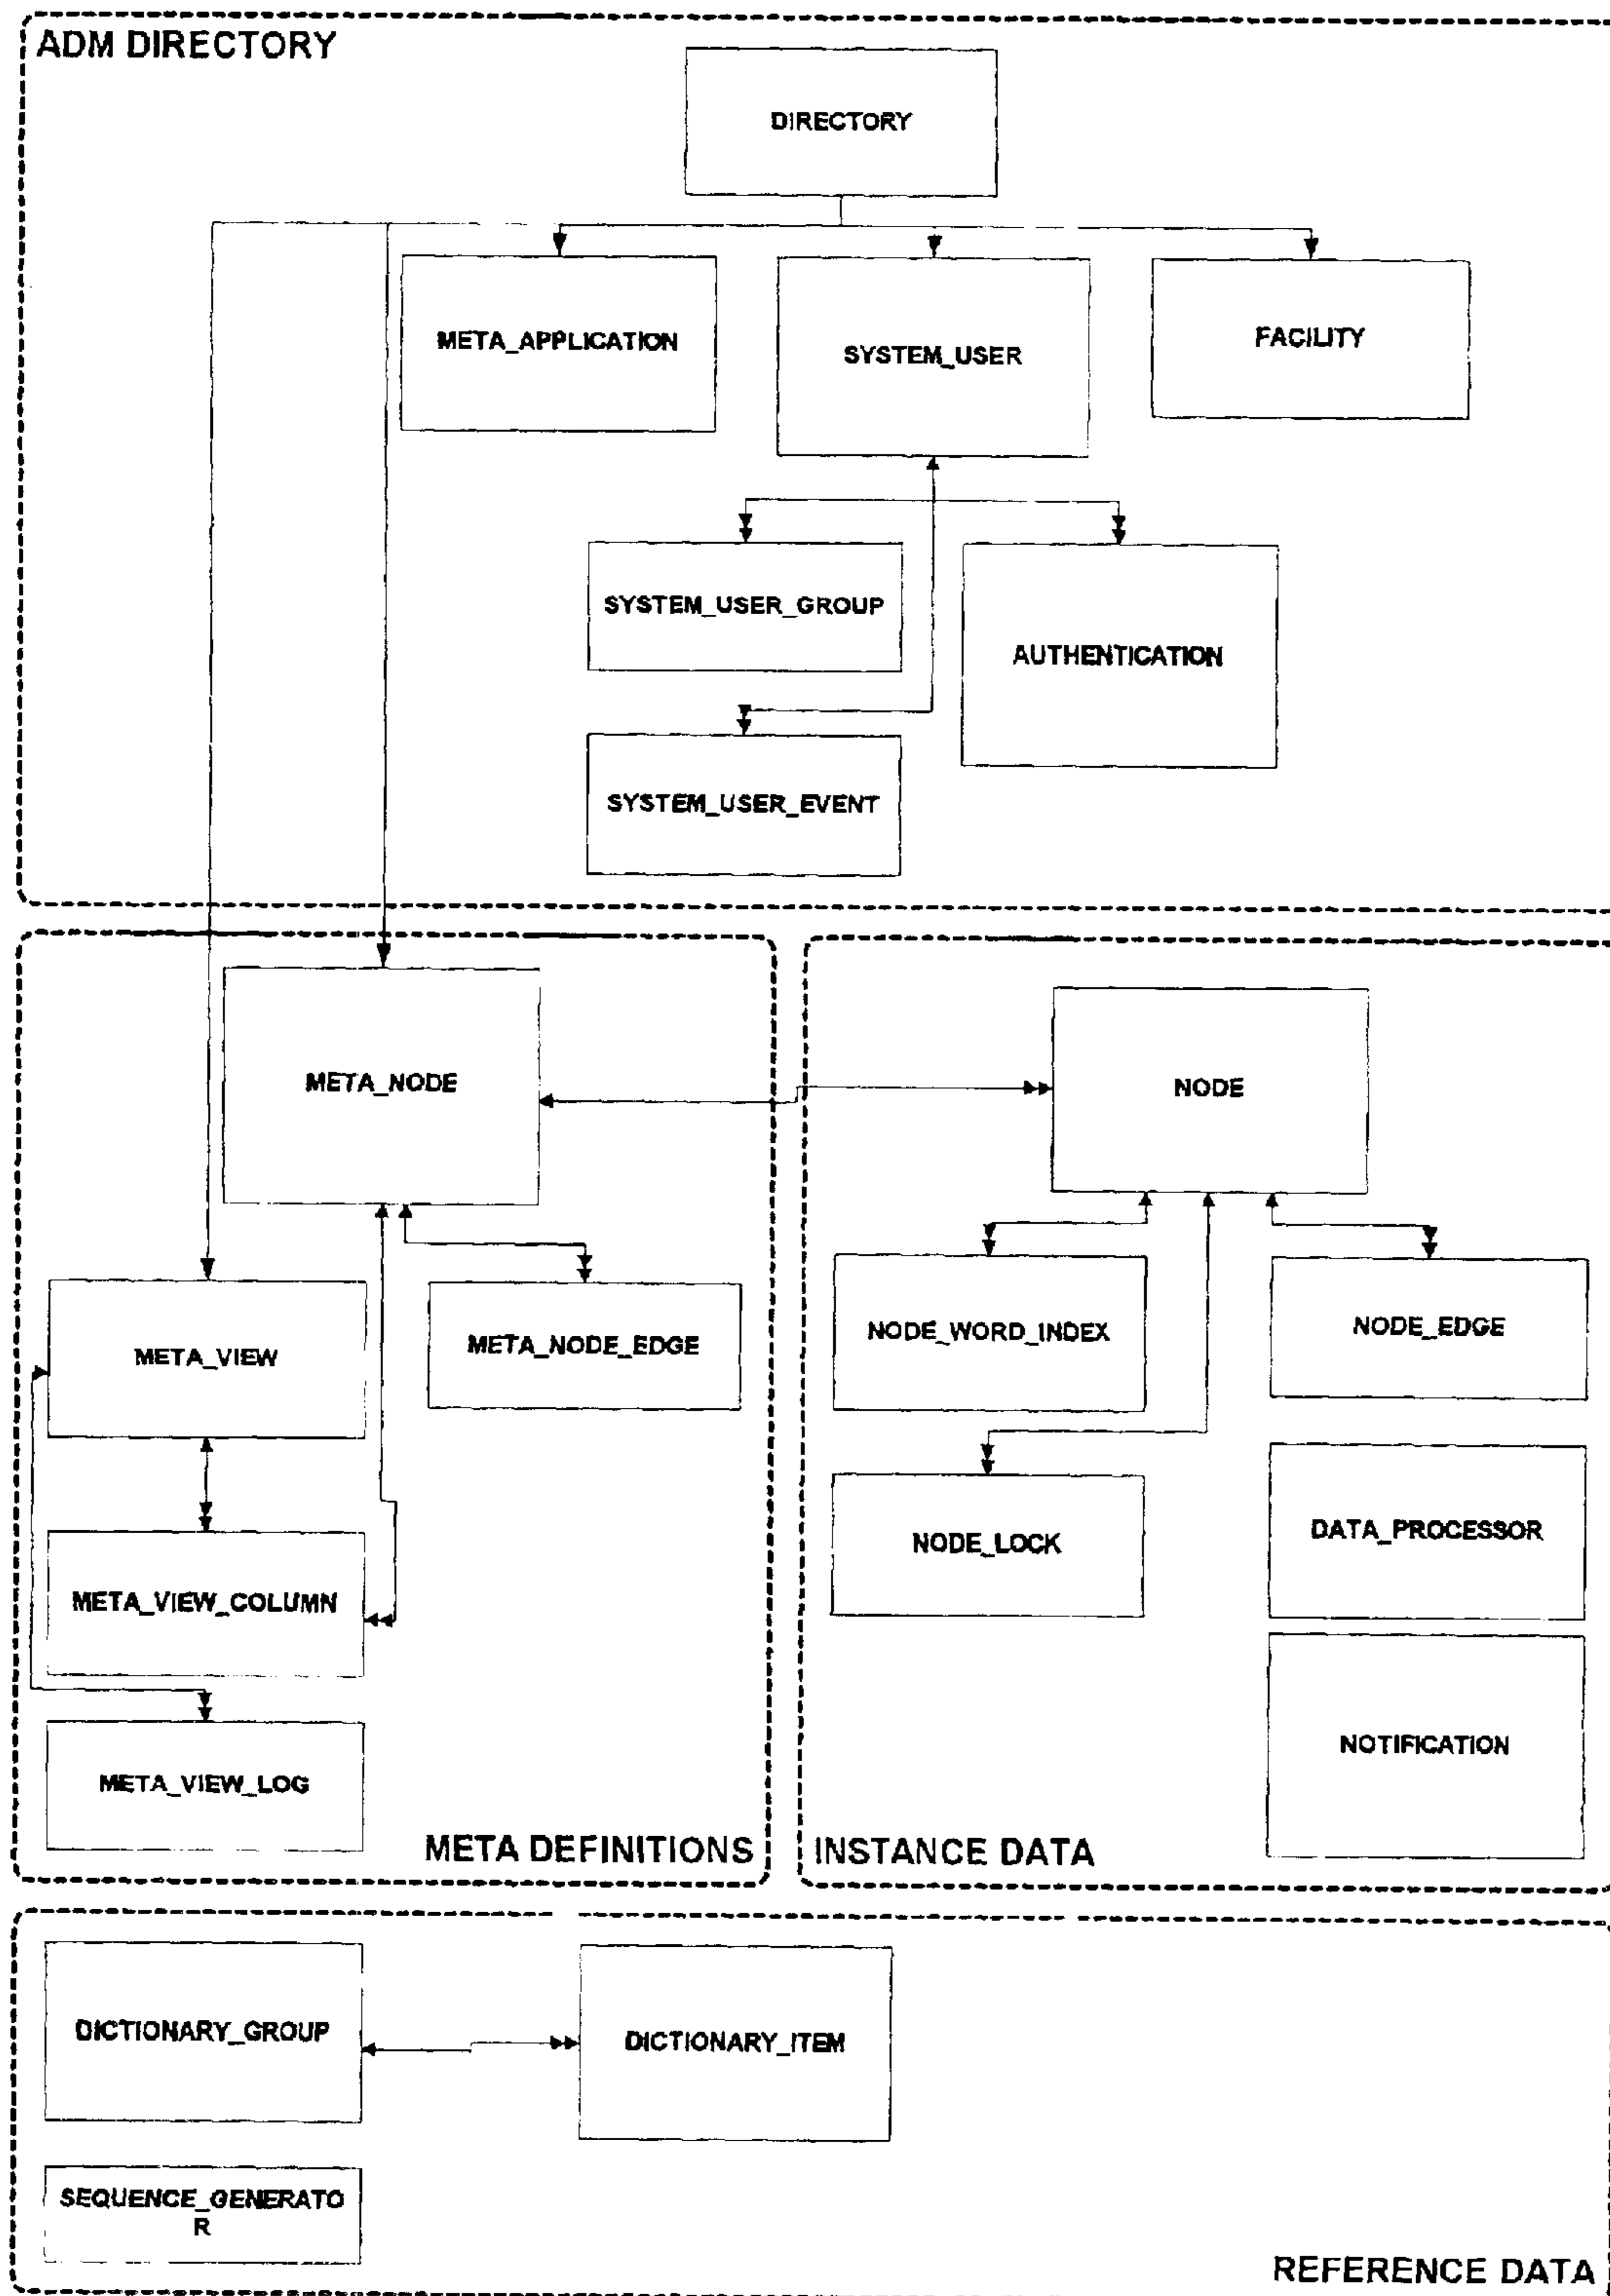 ADM DIRECTORY
DIRECTORY
META_APPLICATION
SYSTEM_USER
FACILITY
SYSTEM_USER_GROUP
AUTHENTICATION
SYSTEM_USER_EVENT
META_NODE
NODE
META_VIEW
META_NODE_EDGE
NODE_WORD_INDEX
NODE_EDGE
META_VIEW_COLUMN
NODE_LOCK
DATA_PROCESSOR
META_VIEW_LOG
NOTIFICATION
META DEFINITIONS
INSTANCE DATA
DICTIONARY_GROUP
DICTIONARY_ITEM
SEQUENCE_GENERATO
R
REFERENCE DATA